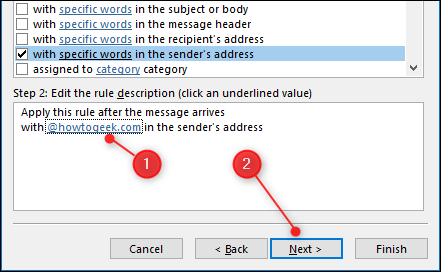 with specific words in the subject or body
with specific words in the message header
with specific words in the recipient's address
with specific words in the sender's address
assigned to category category
Step 2: Edit the rule description (click an underlined value)
Apply this rule after the message arrives
with @howtogeek.com in the sender's address
1
2
Cancel
< Back
Next >
Finish